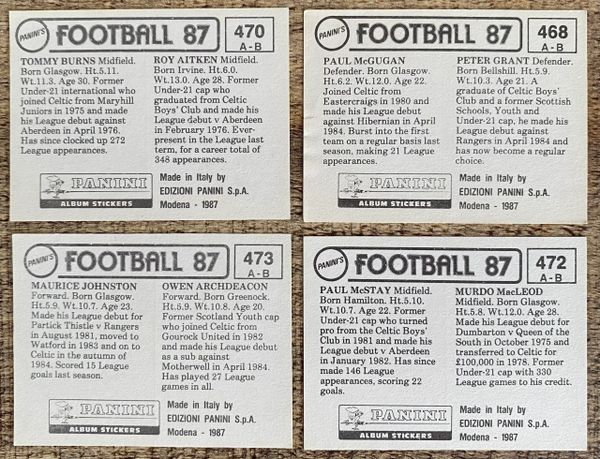 PANINI'S FOOTBALL 87 470 A-B
TOMMY BURNS Midfield.
Born Glasgow. Ht.5.11.
Wt.11.3. Age 30. Former
Under-21 international who
joined Celtic from Maryhill
Juniors in 1975 and made
his League debut against
Aberdeen in April 1976.
Has since clocked up 272
League appearances.
ROY AITKEN Midfield.
Born Irvine. Ht.6.0.
Wt.13.0. Age 28. Former
Under-21 cap who
graduated from Celtic
Boys' Club and made his
League debut v Aberdeen
in February 1976. Ever-
present in the League last
term, for a career total of
348 appearances.
PANINI
ALBUM STICKERS
Made in Italy by
EDIZIONI PANINI S.p.A.
Modena - 1987
PANINI'S FOOTBALL 87 468 A-B
PAUL McGUGAN
Defender. Born Glasgow.
Ht.6.2. Wt.12.0. Age 22.
Joined Celtic from
Eastercraigs in 1980 and
made his League debut against
Hibernian in April
1984. Burst into the first
team on a regular basis last
season, making 21 League
appearances.
PETER GRANT Defender.
Born Bellshill. Ht.5.9.
Wt.10.3. Age 21. A
graduate of Celtic Boys'
Club and a former Scottish
Schools, Youth and
Under-21 cap, he made
his League debut against
Rangers in April 1984 and
has now become a regular
choice.
PANINI
ALBUM STICKERS
Made in Italy by
EDIZIONI PANINI S.p.A.
Modena - 1987
PANINI'S FOOTBALL 87 473 A-B
MAURICE JOHNSTON
Forward. Born Glasgow.
Ht.5.9. Wt.10.7. Age 23.
Made his League debut for
Partick Thistle v Rangers
in August 1981, moved to
Watford in 1983 and on to
Celtic in the autumn of
1984. Scored 15 League
goals last season.
OWEN ARCHDEACON
Forward. Born Greenock.
Ht.5.9. Wt.10.8. Age 20.
Former Scotland Youth cap
who joined Celtic from
Gourock United in 1982
and made his League debut
as a sub against
Motherwell in April 1984.
Has played 27 League
games in all.
PANINI
ALBUM STICKERS
Made in Italy by
EDIZIONI PANINI S.p.A.
Modena - 1987
PANINI'S FOOTBALL 87 472 A-B
PAUL McSTAY Midfield.
Born Hamilton. Ht.5.10.
Wt.10.7. Age 22. Former
Under-21 cap who turned
pro from the Celtic Boys'
Club in 1981 and made his
League debut v Aberdeen in
January 1982. Has since
made 146 League
appearances, scoring 22
goals.
MURDO MacLEOD
Midfield. Born Glasgow.
Ht.5.8. Wt.12.0. Age 28.
Made his League debut for
Dumbarton v Queen of the
South in October 1975 and
transferred to Celtic for
£100,000 in 1978. Former
Under-21 cap with 330
League games to his credit.
PANINI
ALBUM STICKERS
Made in Italy by
EDIZIONI PANINI S.p.A.
Modena - 1987